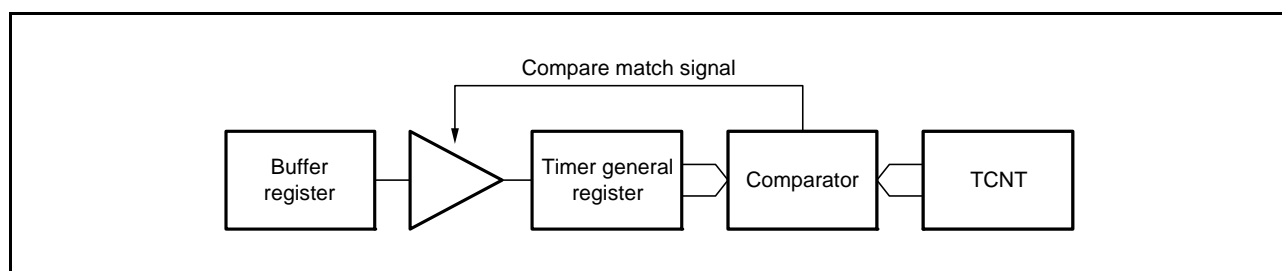 Compare match signal
Buffer
register
Timer general
register
Comparator
TCNT